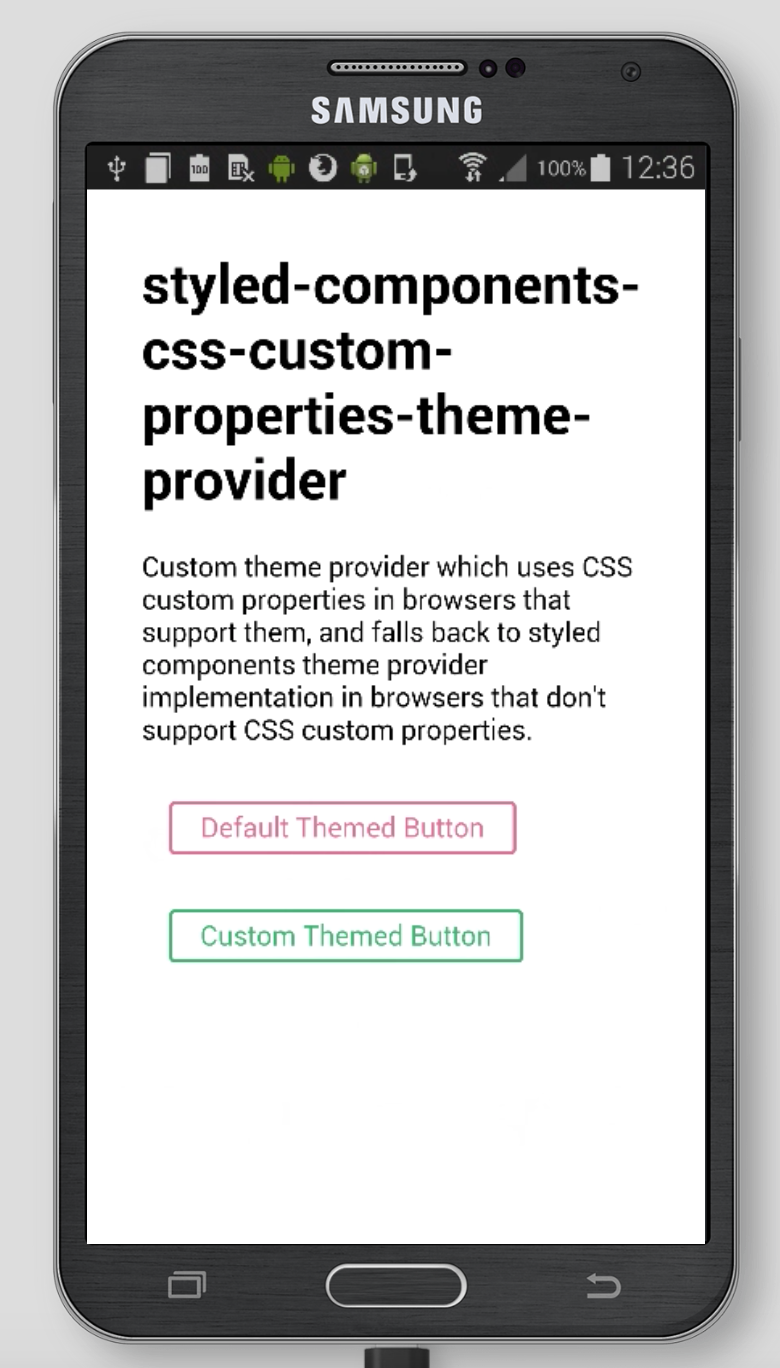 SAMSUNG
100 100% 12:36
styled-components-
css-custom-
properties-theme-
provider
Custom theme provider which uses CSS
custom properties in browsers that
support them, and falls back to styled
components theme provider
implementation in browsers that don't
support CSS custom properties.
Default Themed Button
Custom Themed Button